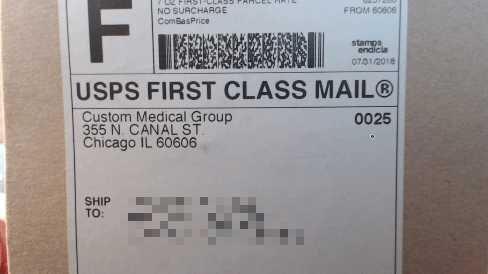 F
7 OZ FIRST-CLASS PARCEL RATE
NO SURCHARGE
ComBasPrice
FROM 60606
stamps
endicia
07/31/2018
USPS FIRST CLASS MAIL®
Custom Medical Group
0025
355 N. CANAL ST.
Chicago IL 60606
SHIP
TO: